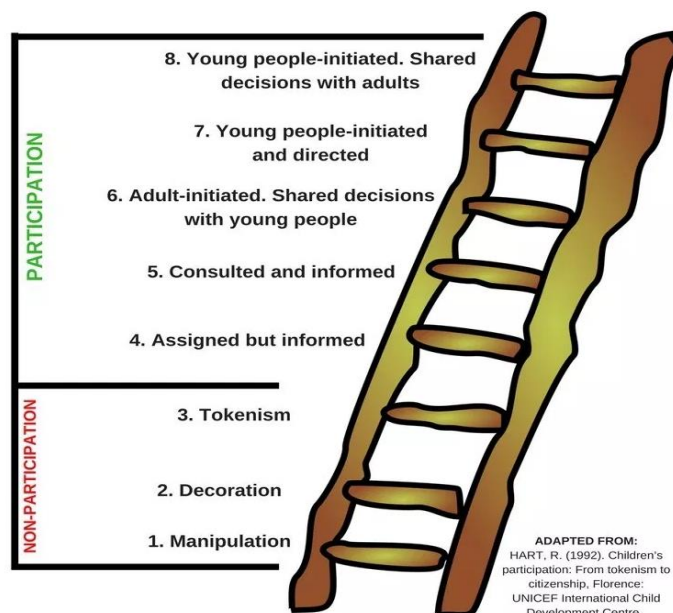 8. Young people-initiated. Shared
decisions with adults
7. Young people-initiated
and directed
6. Adult-initiated. Shared decisions
with young people
5. Consulted and informed
4. Assigned but informed
3. Tokenism
2. Decoration
1. Manipulation
PARTICIPATION
NON-PARTICIPATION
ADAPTED FROM:
HART, R. (1992). Children's
participation: From tokenism to
citizenship, Florence:
UNICEF International Child
Development Centre